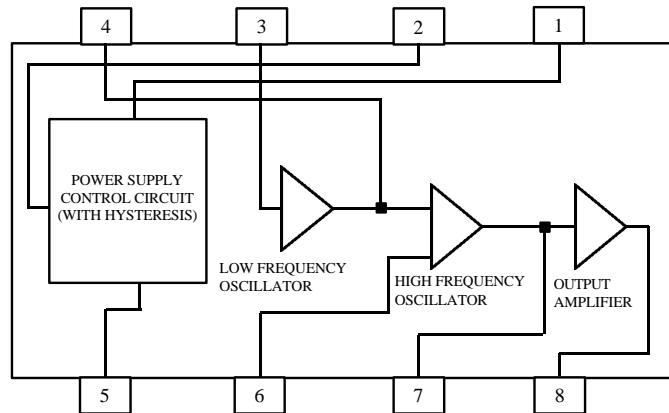 4
3
2
1
POWER SUPPLY
CONTROL CIRCUIT
(WITH HYSTERESIS)
LOW FREQUENCY
OSCILLATOR
HIGH FREQUENCY
OSCILLATOR
OUTPUT
AMPLIFIER
5
6
7
8